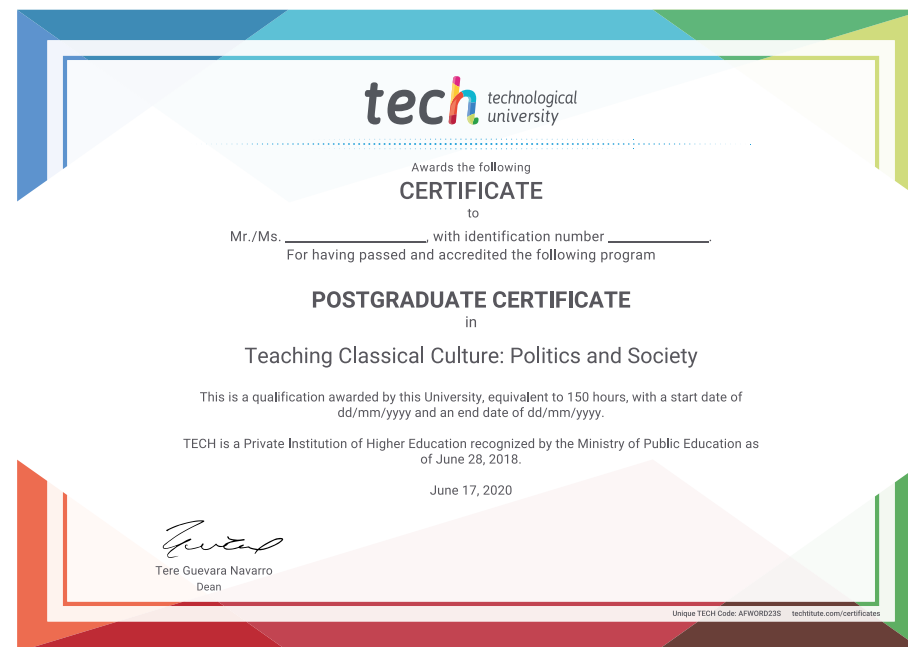 tech technological
university
Awards the following
CERTIFICATE
to
Mr./Ms. ____________, with identification number ____________.
For having passed and accredited the following program
POSTGRADUATE CERTIFICATE
in
Teaching Classical Culture: Politics and Society
This is a qualification awarded by this University, equivalent to 150 hours, with a start date of
dd/mm/yyyy and an end date of dd/mm/yyyy.
TECH is a Private Institution of Higher Education recognized by the Ministry of Public Education as
of June 28, 2018.
June 17, 2020
Tere Guevara Navarro
Dean
Unique TECH Code: AFWORD23S techtitute.com/certificates